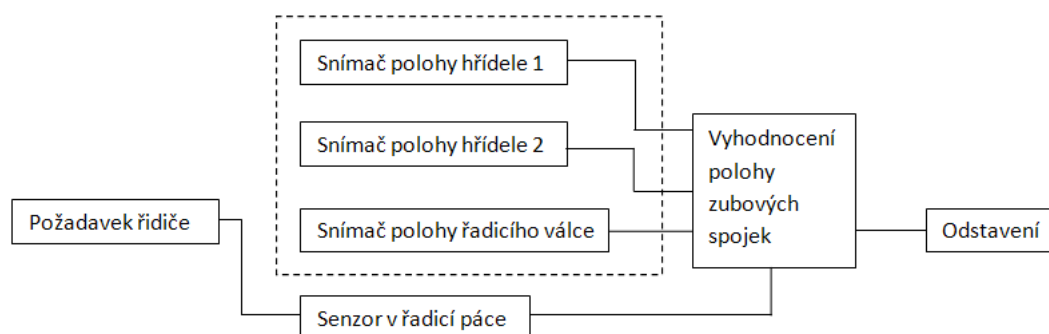 Snímač polohy hřídele 1
Snímač polohy hřídele 2
Snímač polohy řadicího válce
Požadavek řidiče
Senzor v řadicí páce
Vyhodnocení
polohy
zubových
spojek
Odstavení